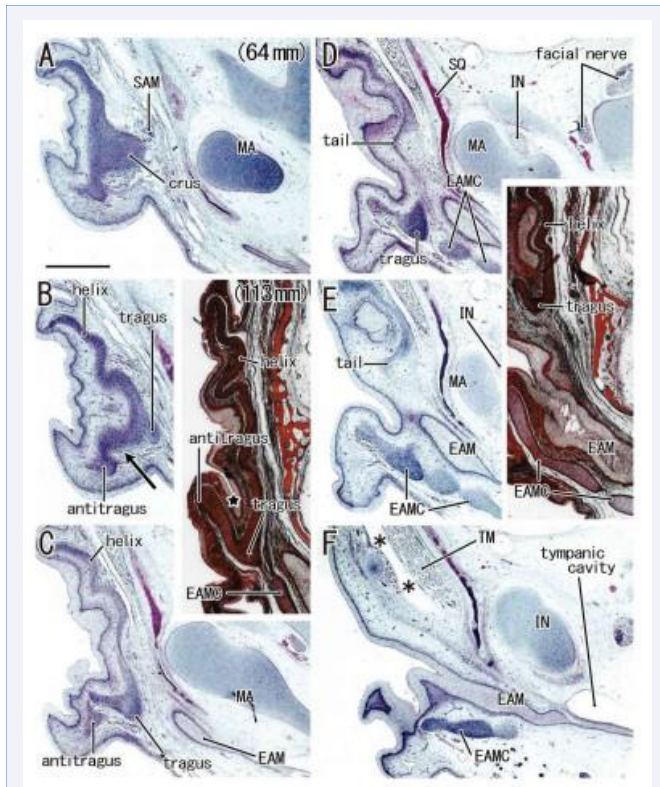 A
(64 mm)
SAM
MA
crus
D
SQ
IN
facial nerve
tail
MA
EAMC
tragus
B
helix
tragus
antitragus
(113mm)
helix
antitragus
★
tragus
EAMC
E
IN
tail
MA
EAM
EAMC
helix
tragus
EAM
EAMC
C
helix
MA
antitragus
tragus
EAM
F
*
*
TM
tympanic
cavity
IN
EAM
EAMC